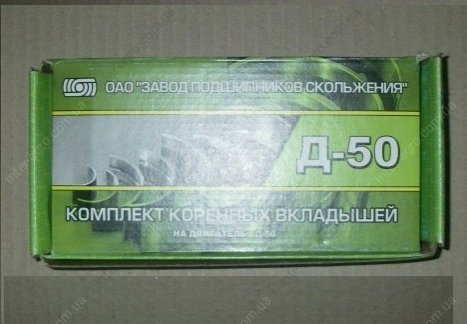 ОАО "ЗАВОД ПОДШИПНИКОВ СКОЛЬЖЕНИЯ"
Д-50
КОМПЛЕКТ КОРЕННЫХ ВКЛАДЫШЕЙ
НА ДВИГАТЕЛЬ Д-50